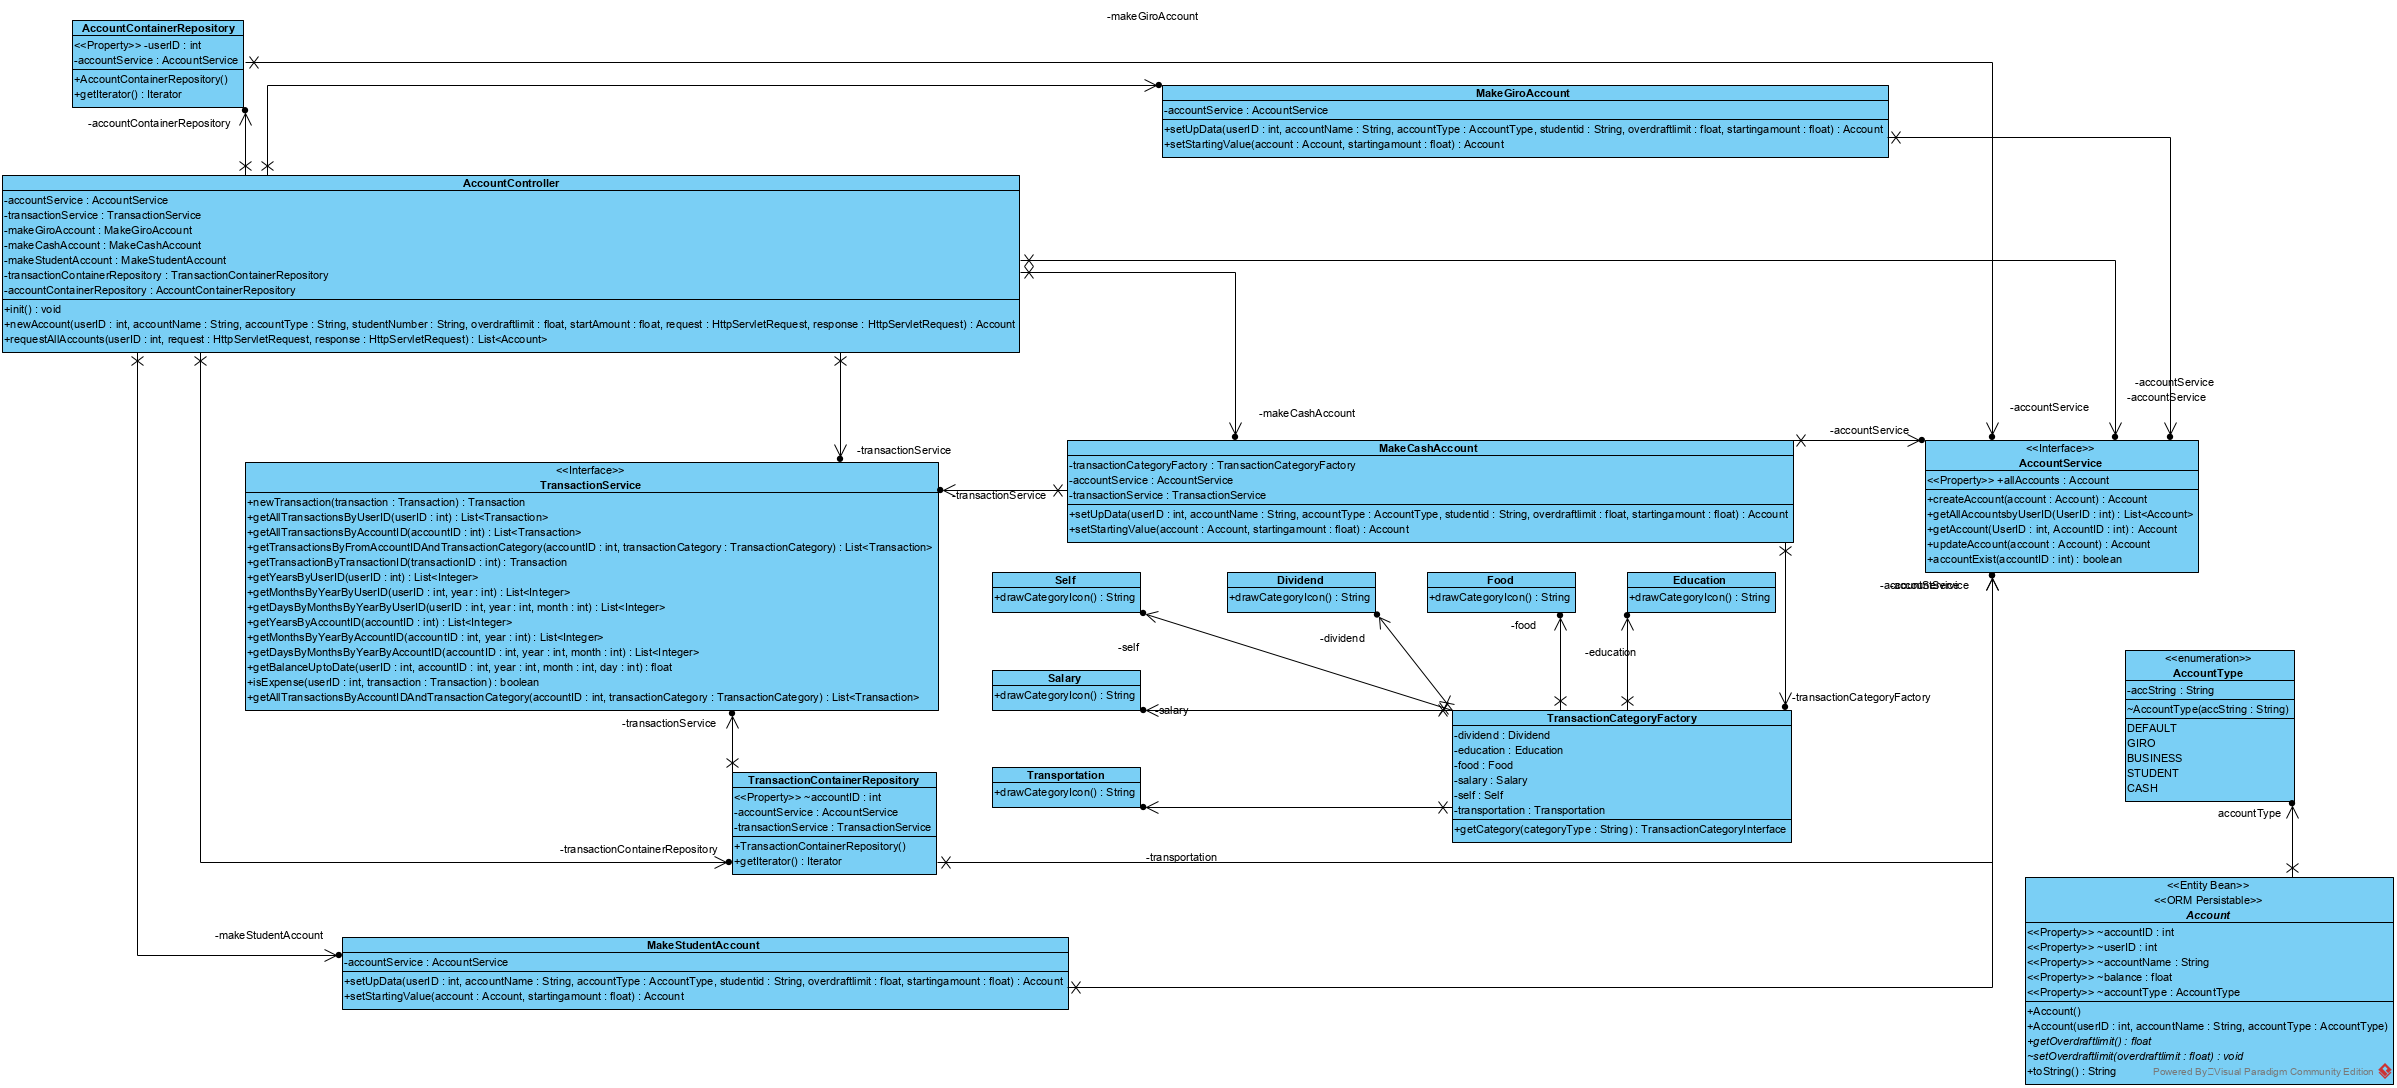 -makeGiroAccount
AccountContainerRepository
<<Property>> -userID : int
-accountService : AccountService
+AccountContainerRepository()
+getIterator() : Iterator
-accountContainerRepository
MakeGiroAccount
-accountService : AccountService
+setUpData(userID : int, accountName : String, accountType : AccountType, studentid : String, overdraftlimit : float, startingamount : float) : Account
+setStartingValue(account : Account, startingamount : float) : Account
AccountController
-accountService : AccountService
-transactionService : TransactionService
-makeGiroAccount : MakeGiroAccount
-makeCashAccount : MakeCashAccount
-makeStudentAccount : MakeStudentAccount
-transactionContainerRepository : TransactionContainerRepository
-accountContainerRepository : AccountContainerRepository
+init() : void
+newAccount(userID : int, accountName : String, accountType : String, studentNumber : String, overdraftlimit : float, startAmount : float, request : HttpServletRequest, response : HttpServletRequest) : Account
+requestAllAccounts(userID : int, request : HttpServletRequest, response : HttpServletRequest) : List<Account>
-accountService
-accountService
-accountService
-makeCashAccount
-accountService
-transactionService
MakeCashAccount
-transactionCategoryFactory : TransactionCategoryFactory
-accountService : AccountService
-transactionService : TransactionService
+setUpData(userID : int, accountName : String, accountType : AccountType, studentid : String, overdraftlimit : float, startingamount : float) : Account
+setStartingValue(account : Account, startingamount : float) : Account
<<Interface>>
AccountService
<<Property>> +allAccounts : Account
+createAccount(account : Account) : Account
+getAllAccountsbyUserID(UserID : int) : List<Account>
+getAccount(UserID : int, AccountID : int) : Account
+updateAccount(account : Account) : Account
+accountExist(accountID : int) : boolean
-accountService
-accountService
<<Interface>>
TransactionService
+newTransaction(transaction : Transaction) : Transaction
+getAllTransactionsByUserID(userID : int) : List<Transaction>
+getAllTransactionsByAccountID(accountID : int) : List<Transaction>
+getTransactionsByFromAccountIDAndTransactionCategory(accountID : int, transactionCategory : TransactionCategory) : List<Transaction>
+getTransactionByTransactionID(transactionID : int) : Transaction
+getYearsByUserID(userID : int) : List<Integer>
+getMonthsByYearByUserID(userID : int, year : int) : List<Integer>
+getDaysByMonthsByYearByUserID(userID : int, year : int, month : int) : List<Integer>
+getYearsByAccountID(accountID : int) : List<Integer>
+getMonthsByYearByAccountID(accountID : int, year : int) : List<Integer>
+getDaysByMonthsByYearByAccountID(accountID : int, year : int, month : int) : List<Integer>
+getBalanceUptoDate(userID : int, accountID : int, year : int, month : int, day : int) : float
+isExpense(userID : int, transaction : Transaction) : boolean
+getAllTransactionsByAccountIDAndTransactionCategory(accountID : int, transactionCategory : TransactionCategory) : List<Transaction>
-transactionService
-transactionService
Self
+drawCategoryIcon() : String
Dividend
+drawCategoryIcon() : String
Food
+drawCategoryIcon() : String
Education
+drawCategoryIcon() : String
-self
-dividend
-food
-education
Salary
+drawCategoryIcon() : String
-salary
-transactionCategoryFactory
Transportation
+drawCategoryIcon() : String
-transportation
TransactionCategoryFactory
-dividend : Dividend
-education : Education
-food : Food
-salary : Salary
-self : Self
-transportation : Transportation
+getCategory(categoryType : String) : TransactionCategoryInterface
<<enumeration>>
AccountType
-accString : String
~AccountType(accString : String)
DEFAULT
GIRO
BUSINESS
STUDENT
CASH
accountType
TransactionContainerRepository
<<Property>> ~accountID : int
-accountService : AccountService
-transactionService : TransactionService
+TransactionContainerRepository()
+getIterator() : Iterator
-transactionContainerRepository
-makeStudentAccount
MakeStudentAccount
-accountService : AccountService
+setUpData(userID : int, accountName : String, accountType : AccountType, studentid : String, overdraftlimit : float, startingamount : float) : Account
+setStartingValue(account : Account, startingamount : float) : Account
<<Entity Bean>>
<<ORM Persistable>>
Account
<<Property>> ~accountID : int
<<Property>> ~userID : int
<<Property>> ~accountName : String
<<Property>> ~balance : float
<<Property>> ~accountType : AccountType
+Account()
+Account(userID : int, accountName : String, accountType : AccountType)
+getOverdraftlimit() : float
~setOverdraftlimit(overdraftlimit : float) : void
+toString() : String
Powered By Visual Paradigm Community Edition